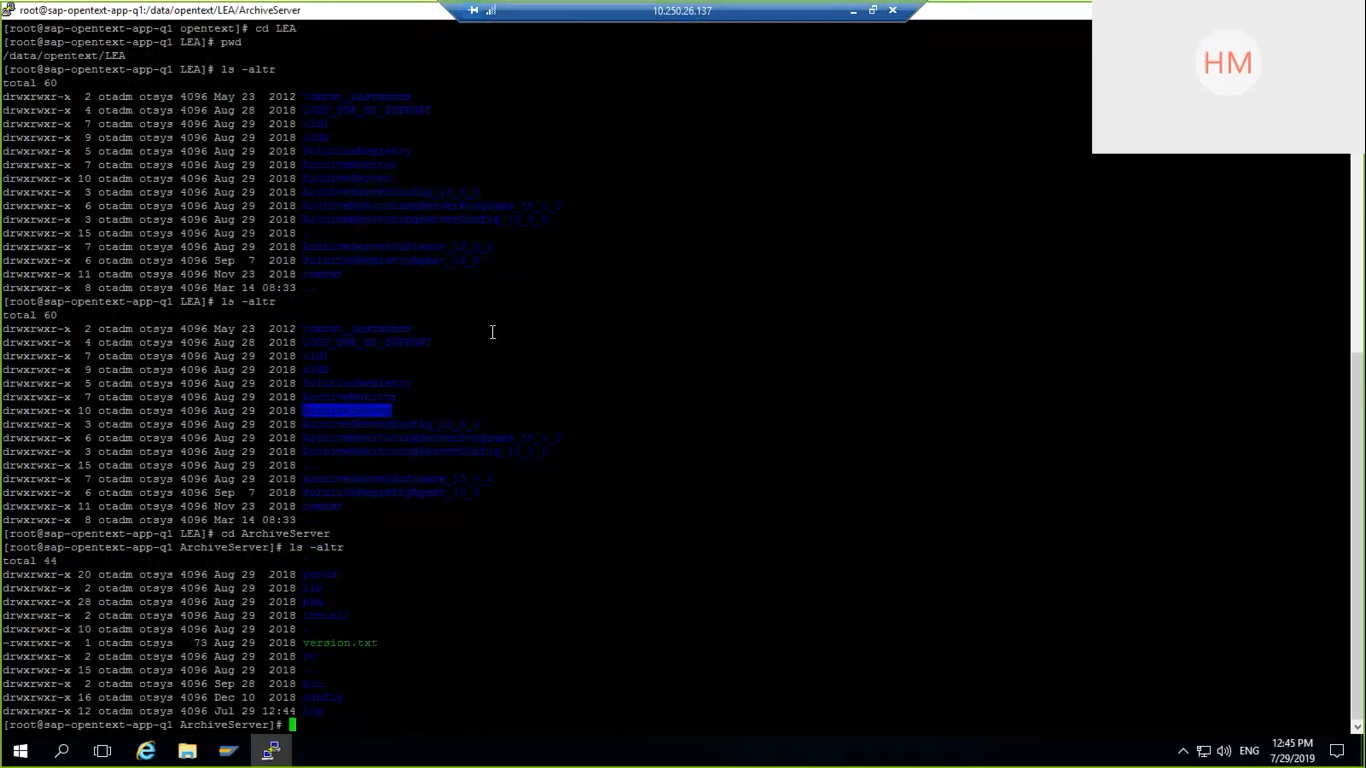 root@sap-opentext-app-q1:/data/opentext/LEA/ArchiveServer
10.250.26.137
HM
[root@sap-opentext-app-q1 opentext]# cd LEA
[root@sap-opentext-app-q1 LEA]# pwd
/data/opentext/LEA
[root@sap-opentext-app-q1 LEA]# ls -altr
total 60
drwxrwxr-x 2 otadm otsys 4096 May 23 2012 tomcat_instances
drwxrwxr-x 4 otadm otsys 4096 Aug 28 2018
drwxrwxr-x 7 otadm otsys 4096 Aug 29 2018
drwxrwxr-x 9 otadm otsys 4096 Aug 29 2018
drwxrwxr-x 5 otadm otsys 4096 Aug 29 2018 SolutionRegistry
drwxrwxr-x 7 otadm otsys 4096 Aug 29 2018 ArchiveMonitor
drwxrwxr-x 10 otadm otsys 4096 Aug 29 2018 ArchiveServer
drwxrwxr-x 3 otadm otsys 4096 Aug 29 2018
drwxrwxr-x 6 otadm otsys 4096 Aug 29 2018
drwxrwxr-x 3 otadm otsys 4096 Aug 29 2018
drwxrwxr-x 15 otadm otsys 4096 Aug 29 2018 .
drwxrwxr-x 7 otadm otsys 4096 Aug 29 2018
drwxrwxr-x 6 otadm otsys 4096 Sep 7 2018
drwxrwxr-x 11 otadm otsys 4096 Nov 23 2018 tomcat
drwxrwxr-x 8 otadm otsys 4096 Mar 14 08:33 ..
[root@sap-opentext-app-q1 LEA]# ls -altr
total 60
drwxrwxr-x 2 otadm otsys 4096 May 23 2012 tomcat_instances
drwxrwxr-x 4 otadm otsys 4096 Aug 28 2018
drwxrwxr-x 7 otadm otsys 4096 Aug 29 2018
drwxrwxr-x 9 otadm otsys 4096 Aug 29 2018
drwxrwxr-x 5 otadm otsys 4096 Aug 29 2018 SolutionRegistry
drwxrwxr-x 7 otadm otsys 4096 Aug 29 2018 ArchiveMonitor
drwxrwxr-x 10 otadm otsys 4096 Aug 29 2018 ArchiveServer
drwxrwxr-x 3 otadm otsys 4096 Aug 29 2018
drwxrwxr-x 6 otadm otsys 4096 Aug 29 2018
drwxrwxr-x 3 otadm otsys 4096 Aug 29 2018
drwxrwxr-x 15 otadm otsys 4096 Aug 29 2018
drwxrwxr-x 7 otadm otsys 4096 Aug 29 2018
drwxrwxr-x 6 otadm otsys 4096 Sep 7 2018
drwxrwxr-x 11 otadm otsys 4096 Nov 23 2018 tomcat
drwxrwxr-x 8 otadm otsys 4096 Mar 14 08:33
[root@sap-opentext-app-q1 LEA]# cd ArchiveServer
[root@sap-opentext-app-q1 ArchiveServer]# ls -altr
total 44
drwxrwxr-x 20 otadm otsys 4096 Aug 29 2018
drwxrwxr-x 2 otadm otsys 4096 Aug 29 2018 lib
drwxrwxr-x 28 otadm otsys 4096 Aug 29 2018
drwxrwxr-x 2 otadm otsys 4096 Aug 29 2018 install
drwxrwxr-x 10 otadm otsys 4096 Aug 29 2018
-rwxrwxr-x 1 otadm otsys 73 Aug 29 2018 version.txt
drwxrwxr-x 2 otadm otsys 4096 Aug 29 2018
drwxrwxr-x 15 otadm otsys 4096 Aug 29 2018 ..
drwxrwxr-x 2 otadm otsys 4096 Sep 28 2018 bin
drwxrwxr-x 16 otadm otsys 4096 Dec 10 2018 config
drwxrwxr-x 12 otadm otsys 4096 Jul 29 12:44
[root@sap-opentext-app-q1 ArchiveServer]#
ENG
12:45 PM
7/29/2019